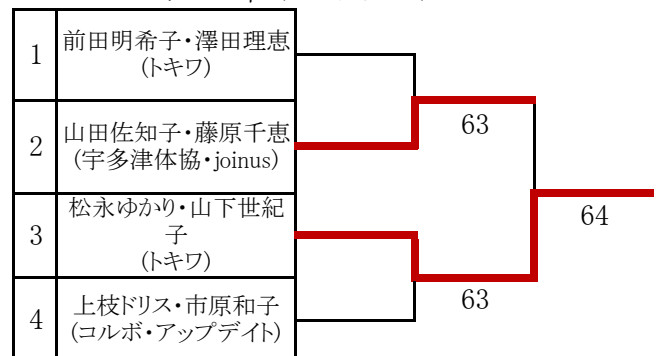 1
前田明希子・澤田理恵
(トキワ)
2
山田佐知子・藤原千恵
(宇多津体協・joinus)
3
松永ゆかり・山下世紀
子
(トキワ)
4
上枝ドリス・市原和子
(コルボ・アップデイト)
63
63
64